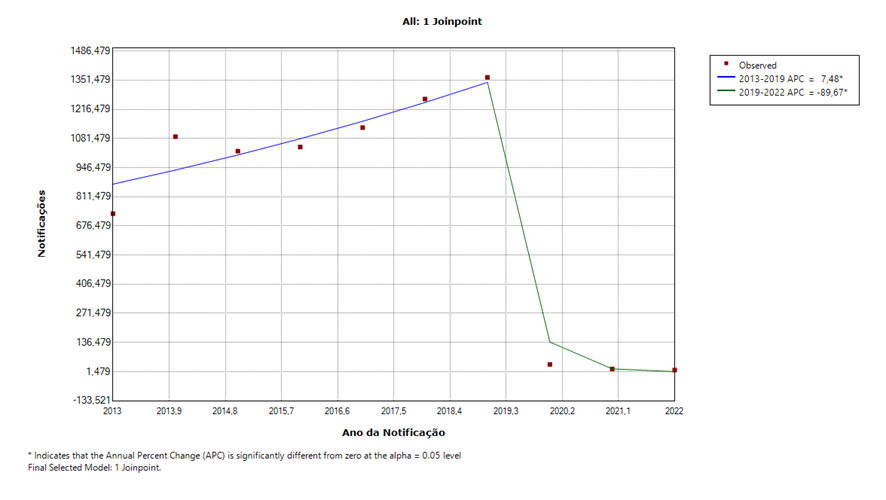 All: 1 Joinpoint
1486,479
1351,479
1216,479
1081,479
946,479
811,479
676,479
541,479
406,479
271,479
136,479
1,479
-133,521
Notificações
2013 2013,9 2014,8 2015,7 2016,6 2017,5 2018,4 2019,3 2020,2 2021,1 2022
Ano da Notificação
Observed
2013-2019 APC = 7,48*
2019-2022 APC = -89,67*
* Indicates that the Annual Percent Change (APC) is significantly different from zero at the alpha = 0.05 level
Final Selected Model: 1 Joinpoint.